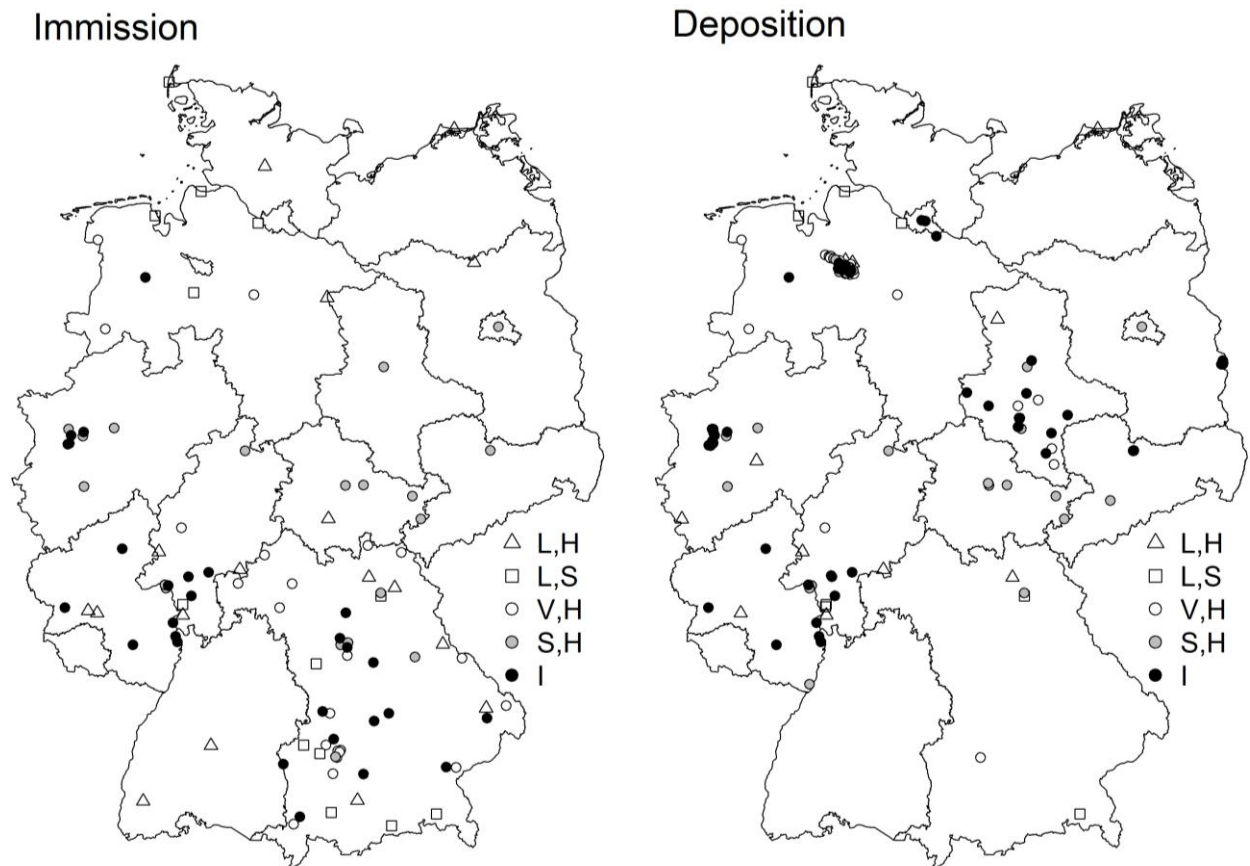 Immission
Deposition
L,H
L,S
V,H
S,H
I
L,H
L,S
V,H
S,H
I